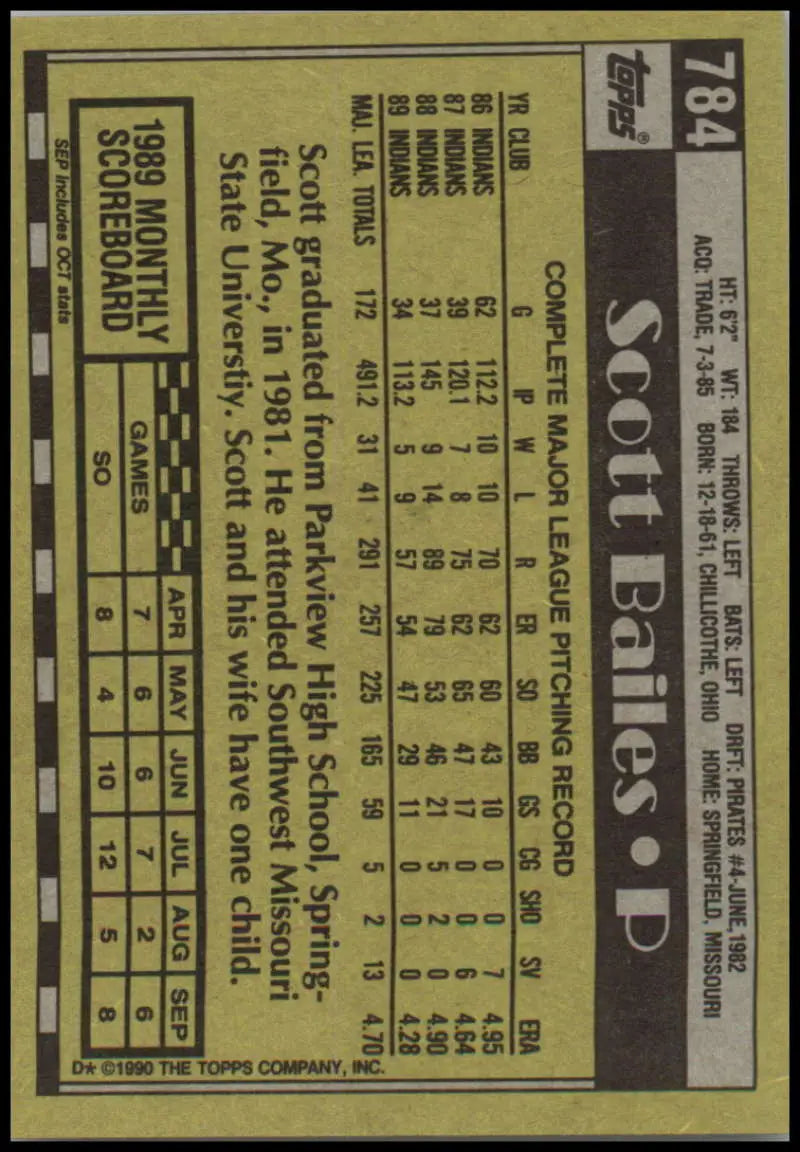 784
HT: 6'2" WT: 184 THROWS: LEFT BATS: LEFT DRFT: PIRATES #4-JUNE,1982
ACQ: TRADE, 7-3-85 BORN: 12-18-61, CHILLICOTHE, OHIO HOME: SPRINGFIELD, MISSOURI
topps®
Scott Bailes • P
COMPLETE MAJOR LEAGUE PITCHING RECORD
YR CLUB G IP W L R ER SO BB GS CG SHO SV ERA
86 INDIANS 62 112.2 10 10 70 62 60 43 10 0 0 7 4.95
87 INDIANS 39 120.1 7 8 75 62 65 47 17 0 0 6 4.64
88 INDIANS 37 145 9 14 89 79 53 46 21 5 2 0 4.90
89 INDIANS 34 113.2 5 9 57 54 47 29 11 0 0 0 4.28
MAJ. LEA. TOTALS 172 491.2 31 41 291 257 225 165 59 5 2 13 4.70
Scott graduated from Parkview High School, Spring-
field, Mo., in 1981. He attended Southwest Missouri
State Universtiy. Scott and his wife have one child.
1989 MONTHLY
SCOREBOARD
APR MAY JUN JUL AUG SEP
GAMES 7 6 6 7 2 6
SO 8 4 10 12 5 8
SEP Includes OCT stats
D* ©1990 THE TOPPS COMPANY, INC.